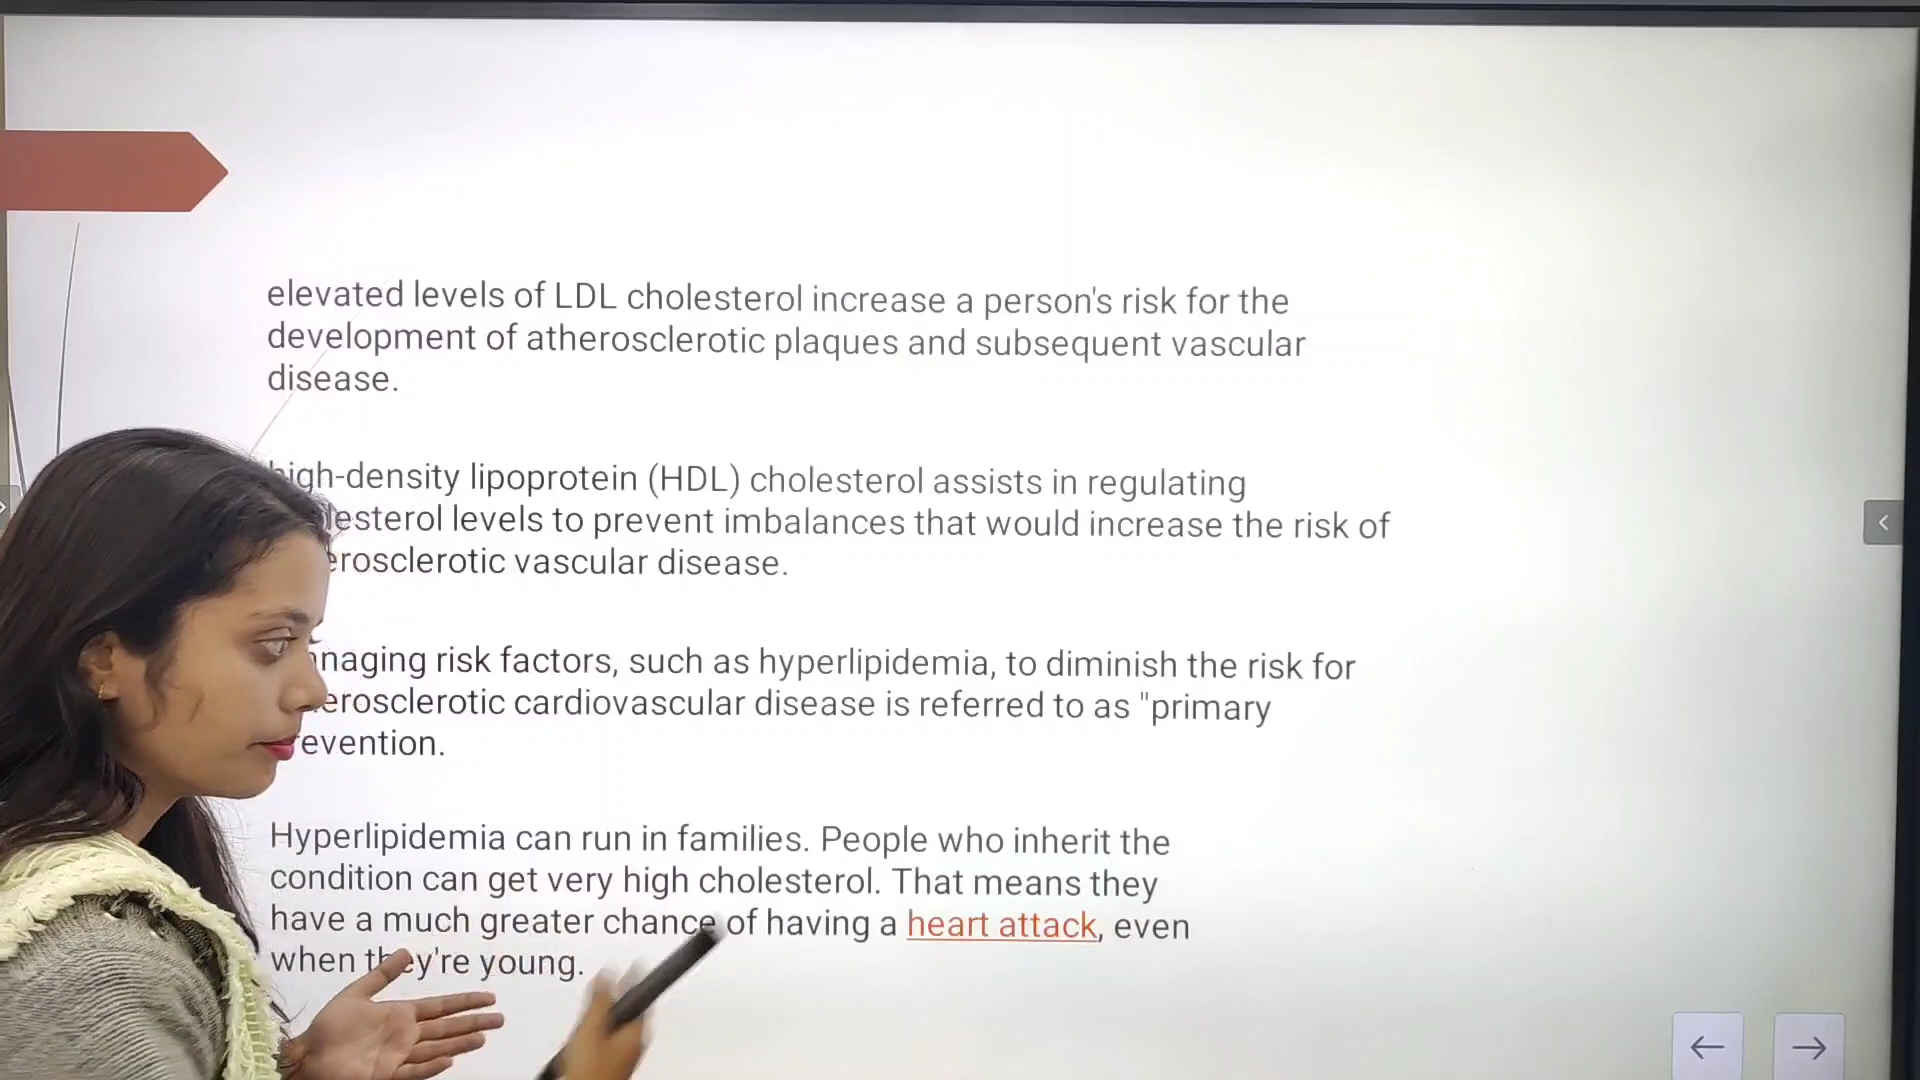 elevated levels of LDL cholesterol increase a person's risk for the
development of atherosclerotic plaques and subsequent vascular
disease.
high-density lipoprotein (HDL) cholesterol assists in regulating
lesterol levels to prevent imbalances that would increase the risk of
erosclerotic vascular disease.
naging risk factors, such as hyperlipidemia, to diminish the risk for
erosclerotic cardiovascular disease is referred to as "primary
evention.
Hyperlipidemia can run in families. People who inherit the
condition can get very high cholesterol. That means they
have a much greater chance of having a heart attack, even
when they're young.